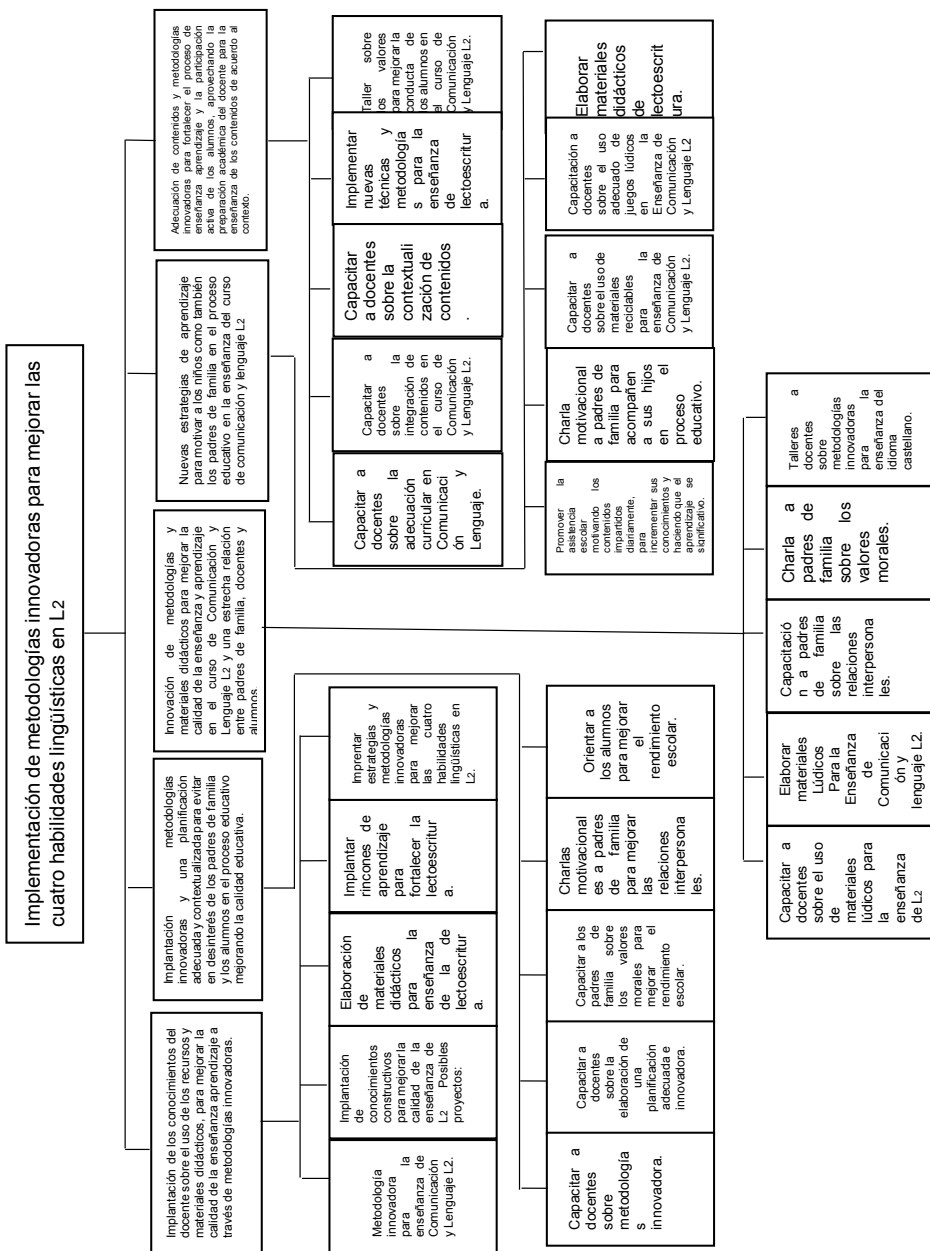 Implementación de metodologías innovadoras para mejorar las
cuatro habilidades lingüísticas en L2
Implantación de los conocimientos del
docente sobre el uso de los recursos y
materiales didácticos, para mejorar la
calidad de la enseñanza aprendizaje a
través de metodologías innovadoras.
Implantación de metodologías
innovadoras y una planificación
adecuada y contextualizada para evitar
en desinterés de los padres de familia
y los alumnos en el proceso educativo
mejorando la calidad educativa.
Innovación de metodologías y
materiales didácticos para mejorar la
calidad de la enseñanza y aprendizaje
en el curso de Comunicación y
Lenguaje L2 y una estrecha relación
entre padres de familia, docentes y
alumnos.
Nuevas estrategias de aprendizaje
para motivar a los niños como también
los padres de familia en el proceso
educativo en la enseñanza del curso
de comunicación y lenguaje L2
Adecuación de contenidos y metodologías
innovadoras para fortalecer el proceso de
enseñanza aprendizaje y la participación
activa de los alumnos, aprovechando la
preparación académica del docente para la
enseñanza de los contenidos de acuerdo al
contexto.
Metodología
innovadora para la
enseñanza de
Comunicación y
Lenguaje L2.
Implantación
de conocimientos
constructivos
para mejorar la
calidad de la
enseñanza de
L2 Posibles
proyectos:
Elaboración
de materiales
didácticos
para la
enseñanza
de la
lectoescritur
a.
Implantar
rincones de
aprendizaje
para
fortalecer la
lectoescritur
a.
Imprentar
estrategias y
metodologías
innovadoras
para mejorar
las cuatro
habilidades
lingüísticas en
L2.
Capacitar a
docentes
sobre la
adecuación
curricular en
Comunicaci
ón y
Lenguaje.
Capacitar a
docentes
sobre la
integración de
contenidos en
el curso de
Comunicación
y Lenguaje L2.
Capacitar
a docentes
sobre la
contextuali
zación de
contenidos
.
Implementar
nuevas
técnicas y
metodología
s para la
enseñanza
de
lectoescritur
a.
Taller sobre
os valores
para mejorar la
conducta de
los alumnos en
el curso de
Comunicación
y Lenguaje L2.
Capacitar a
docentes
sobre
metodología
s
innovadora.
Capacitar a
docentes
sobre la
elaboración de
una
planificación
adecuada e
innovadora.
Capacitar a los
padres de
familia sobre
los valores
morales para
mejorar el
rendimiento
escolar.
Charlas
motivacional
es a padres
de familia
para mejorar
las
relaciones
interpersona
les.
Orientar a
los alumnos
para mejorar
el
rendimiento
escolar.
Promover la
asistencia
escolar
motivando los
contenidos
impartidos
diariamente,
para
incrementar sus
conocimientos y
haciendo que el
aprendizaje se
significativo.
Charla
motivacional
a padres de
familia para
acompañen
a sus hijos
en el
proceso
educativo.
Capacitar a
docentes
sobre el uso de
materiales
reciclables
para la
enseñanza de
Comunicación
y Lenguaje L2.
Capacitación a
docentes
sobre el uso
adecuado de
juegos lúdicos
en la
Enseñanza de
Comunicación
y Lenguaje L2
Elaborar
materiales
didácticos
de
lectoescrit
ura.
Capacitar a
docentes
sobre el uso
de
materiales
lúdicos para
la
enseñanza
de L2
Elaborar
materiales
Lúdicos
Para la
Enseñanza
de
Comunicaci
ón y
lenguaje L2.
Capacitació
n a padres
de familia
sobre las
relaciones
interpersona
les.
Charla a
padres de
familia
sobre los
valores
morales.
Talleres a
docentes
sobre
metodologías
innovadoras
para la
enseñanza del
idioma
castellano.